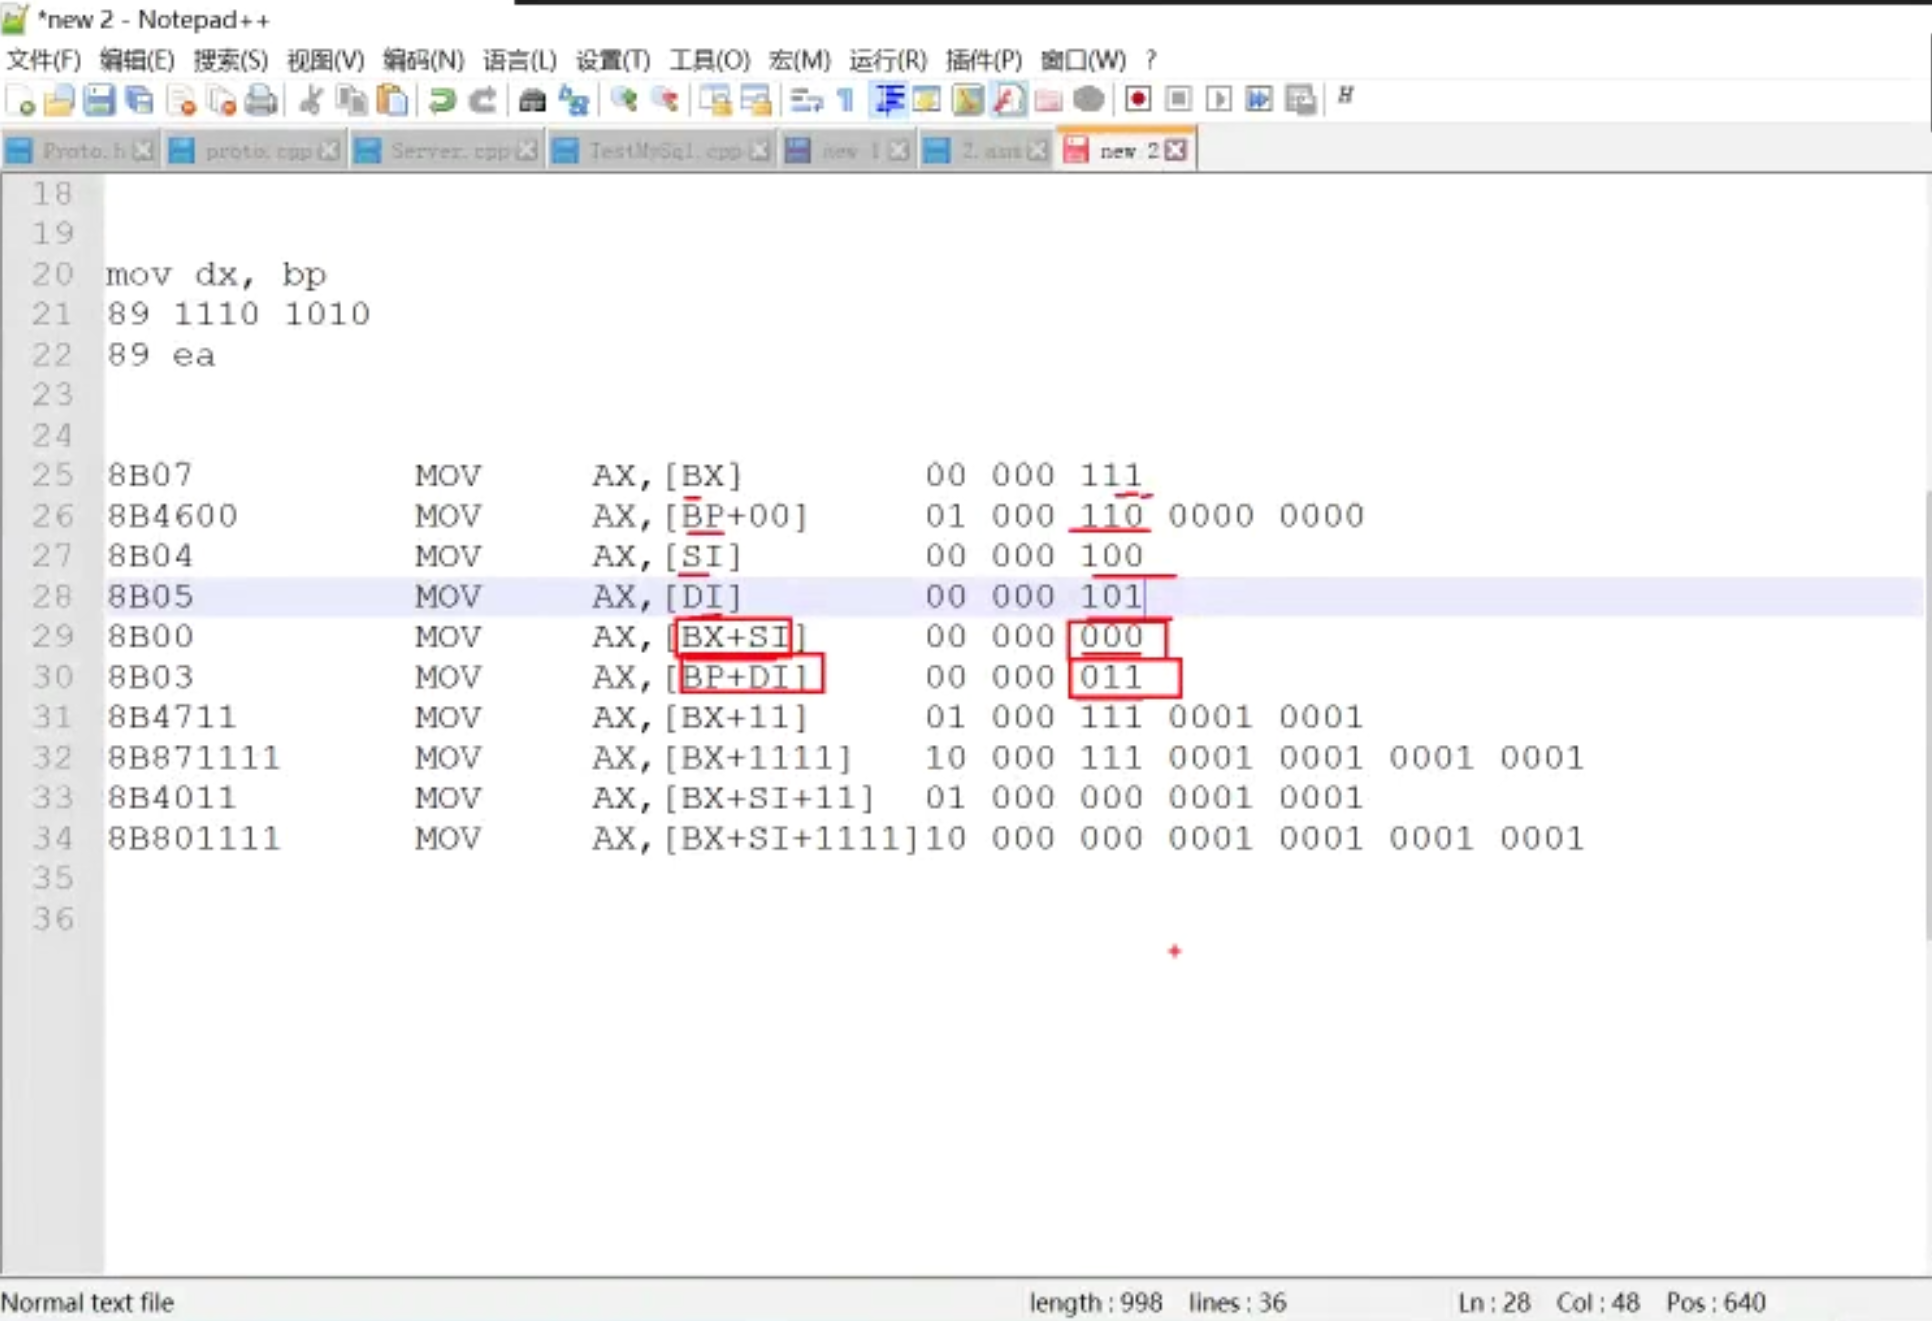 *new 2 - Notepad++
文件(F) 编辑(E) 搜索(S) 视图(V) 编码(N) 语言(L) 设置(T) 工具(O) 宏(M) 运行(R) 插件(P) 窗口(W) ?
H
Proto.h proto.cpp Server.cpp TestMySql.cpp new 1 2.asm new 2
18
19
20 mov dx, bp
21 89 1110 1010
22 89 ea
23
24
25 8B07 MOV AX,[BX] 00 000 111
26 8B4600 MOV AX,[BP+00] 01 000 110 0000 0000
27 8B04 MOV AX,[SI] 00 000 100
28 8B05 MOV AX,[DI] 00 000 101
29 8B00 MOV AX,[BX+SI] 00 000 000
30 8B03 MOV AX,[BP+DI] 00 000 011
31 8B4711 MOV AX,[BX+11] 01 000 111 0001 0001
32 8B871111 MOV AX,[BX+1111] 10 000 111 0001 0001 0001 0001
33 8B4011 MOV AX,[BX+SI+11] 01 000 000 0001 0001
34 8B801111 MOV AX,[BX+SI+1111]10 000 000 0001 0001 0001 0001
35
36
Normal text file length : 998 lines : 36 Ln : 28 Col : 48 Pos : 640